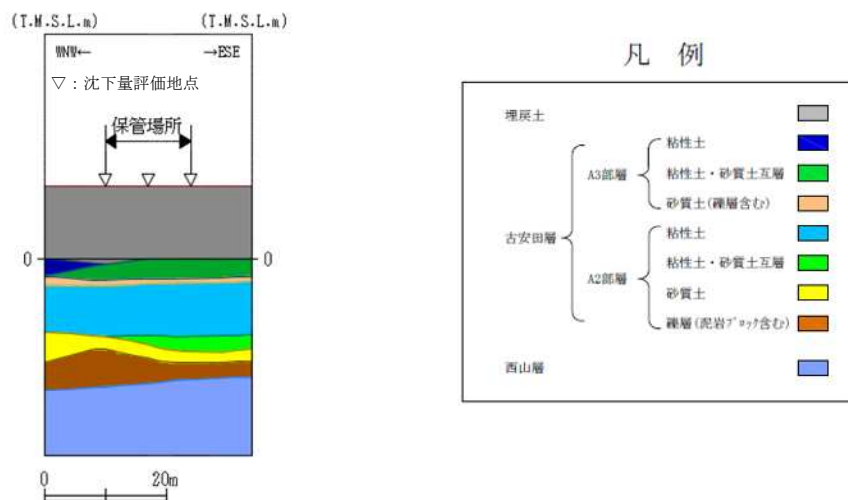 (T.M.S.L.m)
(T.M.S.L.m)
WNW←
→ESE
▽：沈下量評価地点
保管場所
0
0
0
20m
凡 例
埋戻土
古安田層
A3部層
粘性土
粘性土・砂質土互層
砂質土(礫層含む)
A2部層
粘性土
粘性土・砂質土互層
砂質土
礫層(泥岩ブロック含む)
西山層